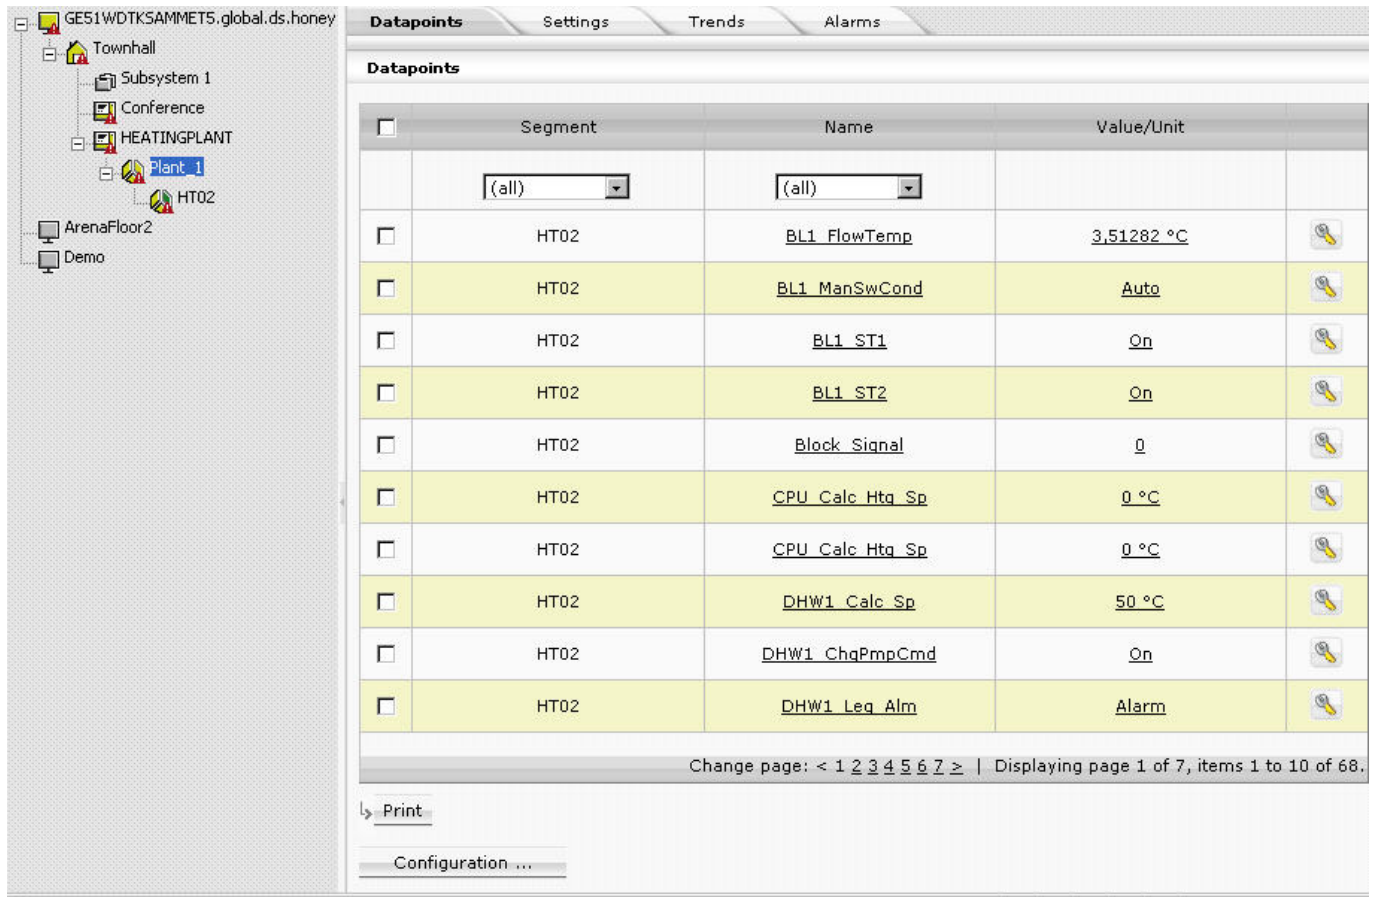 GE51WDTKSAMMET5.global.ds.honey
Townhall
Subsystem 1
Conference
HEATINGPLANT
Plant_1
HT02
ArenaFloor2
Demo
Datapoints Settings Trends Alarms
Datapoints
Segment Name Value/Unit
(all) (all)
HT02 BL1_FlowTemp 3,51282 °C
HT02 BL1_ManSwCond Auto
HT02 BL1_ST1 On
HT02 BL1_ST2 On
HT02 Block_Signal 0
HT02 CPU_Calc_Htg_Sp 0 °C
HT02 CPU_Calc_Htg_Sp 0 °C
HT02 DHW1_Calc_Sp 50 °C
HT02 DHW1_ChgPmpCmd On
HT02 DHW1_Leg_Alm Alarm
Change page: < 1 2 3 4 5 6 7 > | Displaying page 1 of 7, items 1 to 10 of 68.
Print
Configuration ...